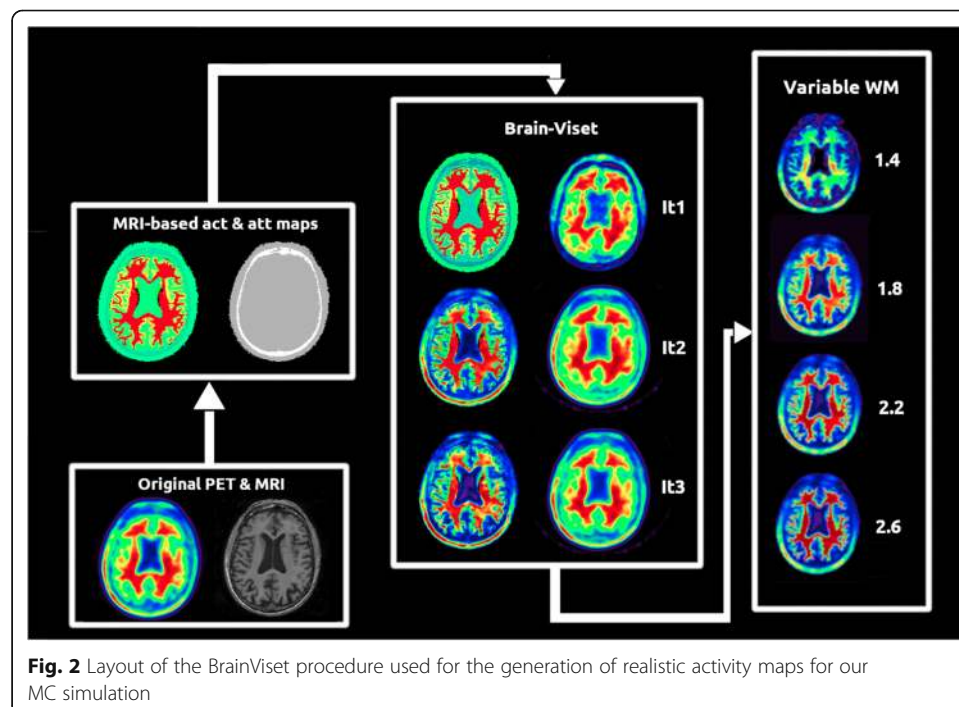 Variable WM
1.4
Brain-Viset
It1
MRI-based act & att maps
1.8
It2
2.2
Original PET & MRI
It3
2.6
Fig. 2 Layout of the BrainViset procedure used for the generation of realistic activity maps for our
MC simulation